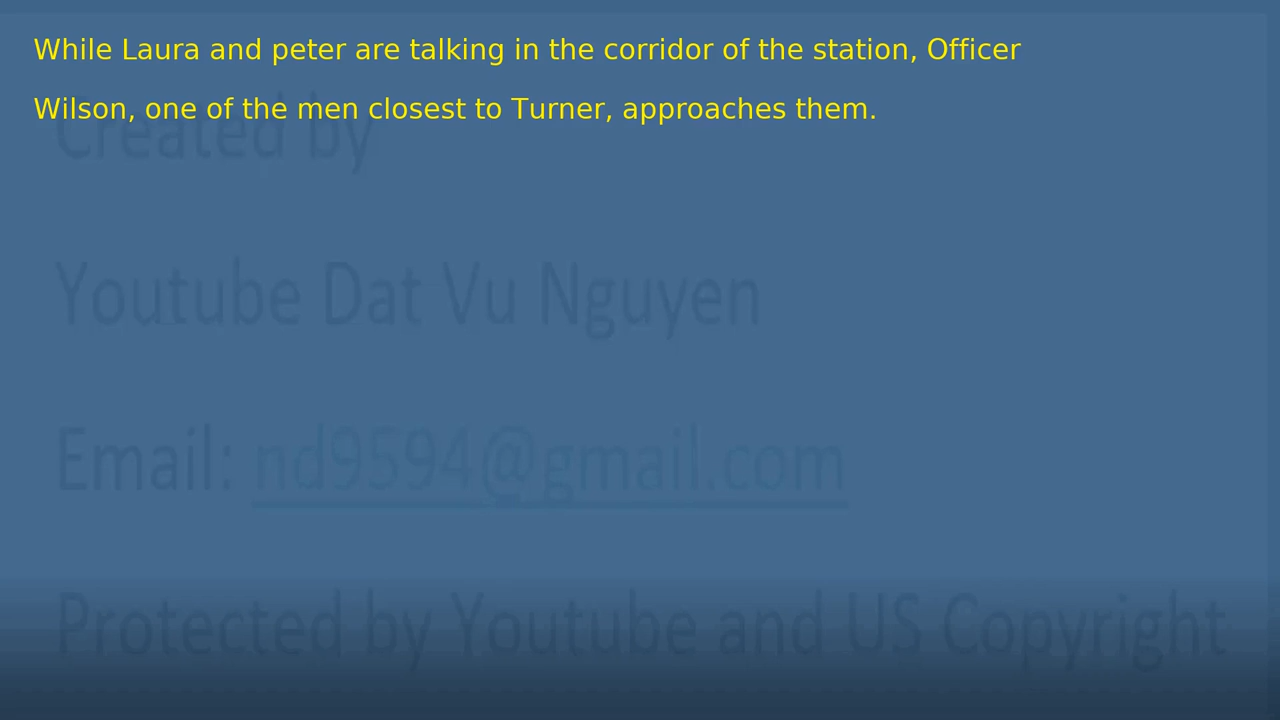 While Laura and peter are talking in the corridor of the station, Officer
Wilson, one of the men closest to Turner, approaches them.
Created by
Youtube Dat Vu Nguyen
Email: nd9594@gmail.com
Protected by Youtube and US Copyright